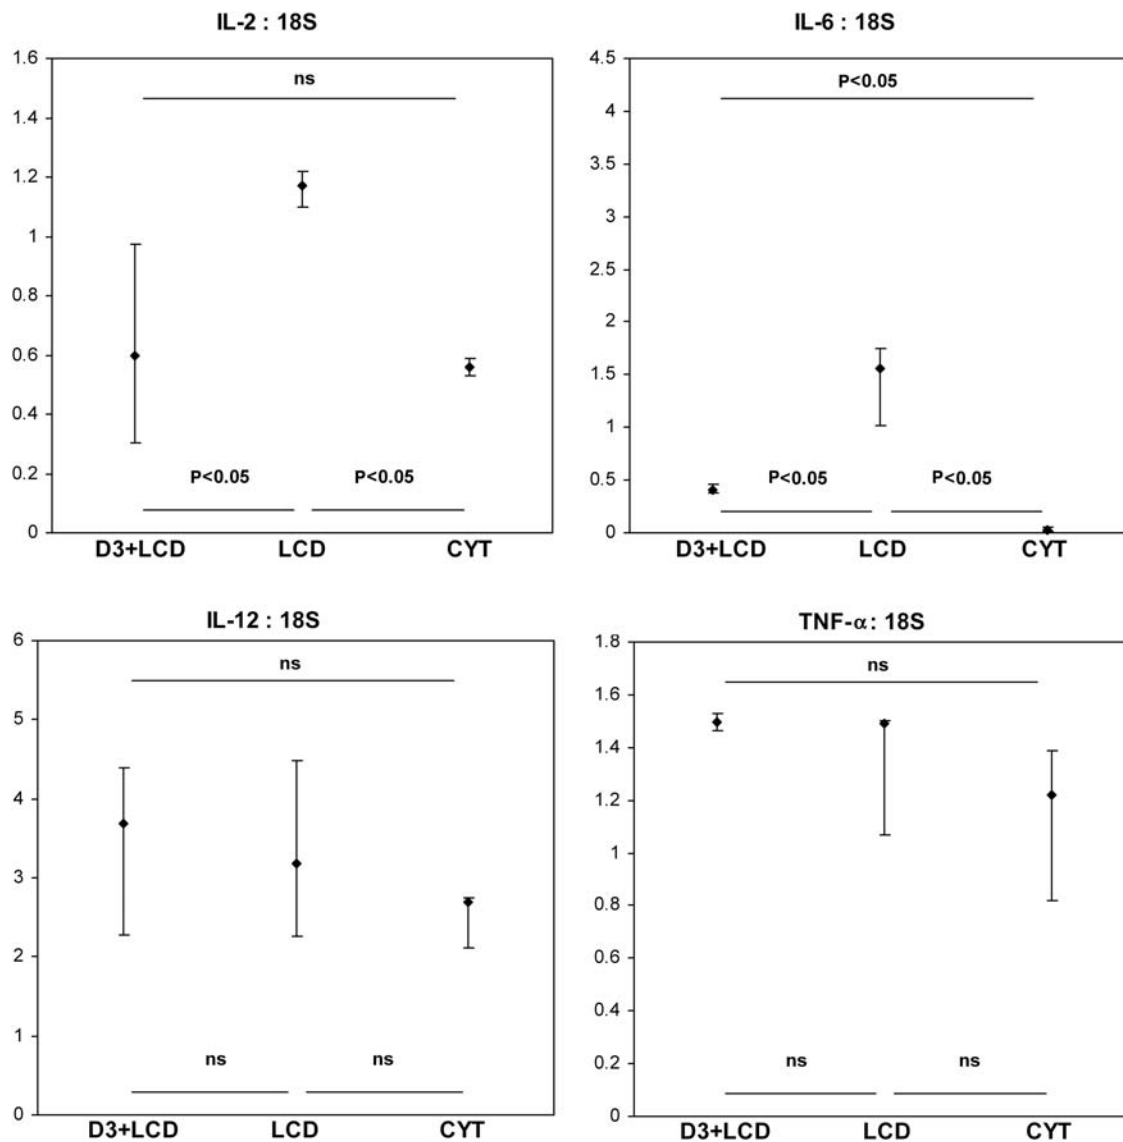 IL-2 : 18S
1.6
1.4
1.2
1
0.8
0.6
0.4
0.2
0
ns
P<0.05
P<0.05
D3+LCD
LCD
CYT
IL-6 : 18S
4.5
4
3.5
3
2.5
2
1.5
1
0.5
0
P<0.05
P<0.05
P<0.05
D3+LCD
LCD
CYT
IL-12 : 18S
6
5
4
3
2
1
0
ns
ns
ns
D3+LCD
LCD
CYT
TNF-α: 18S
1.8
1.6
1.4
1.2
1
0.8
0.6
0.4
0.2
0
ns
ns
ns
D3+LCD
LCD
CYT